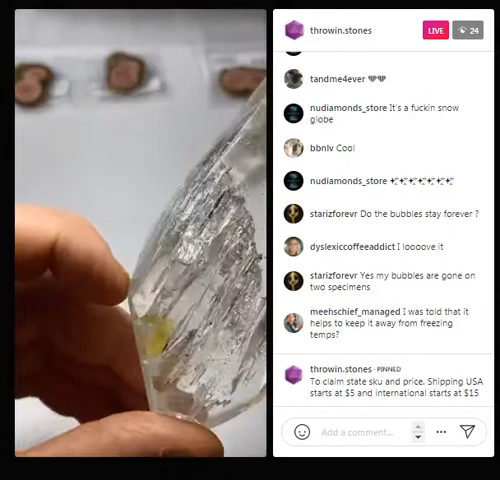 throwin.stones
LIVE
24
tandme4ever 💔💔
nudiamonds_store It's a fuckin snow
globe
bbnlv Cool
nudiamonds_store ✨✨✨✨✨✨✨
starizforevr Do the bubbles stay forever ?
dyslexiccoffeeaddict I loooove it
starizforevr Yes my bubbles are gone on
two specimens
meehschief_managed I was told that it
helps to keep it away from freezing
temps?
throwin.stones · PINNED
To claim state sku and price. Shipping USA
starts at $5 and international starts at $15
Add a comment...